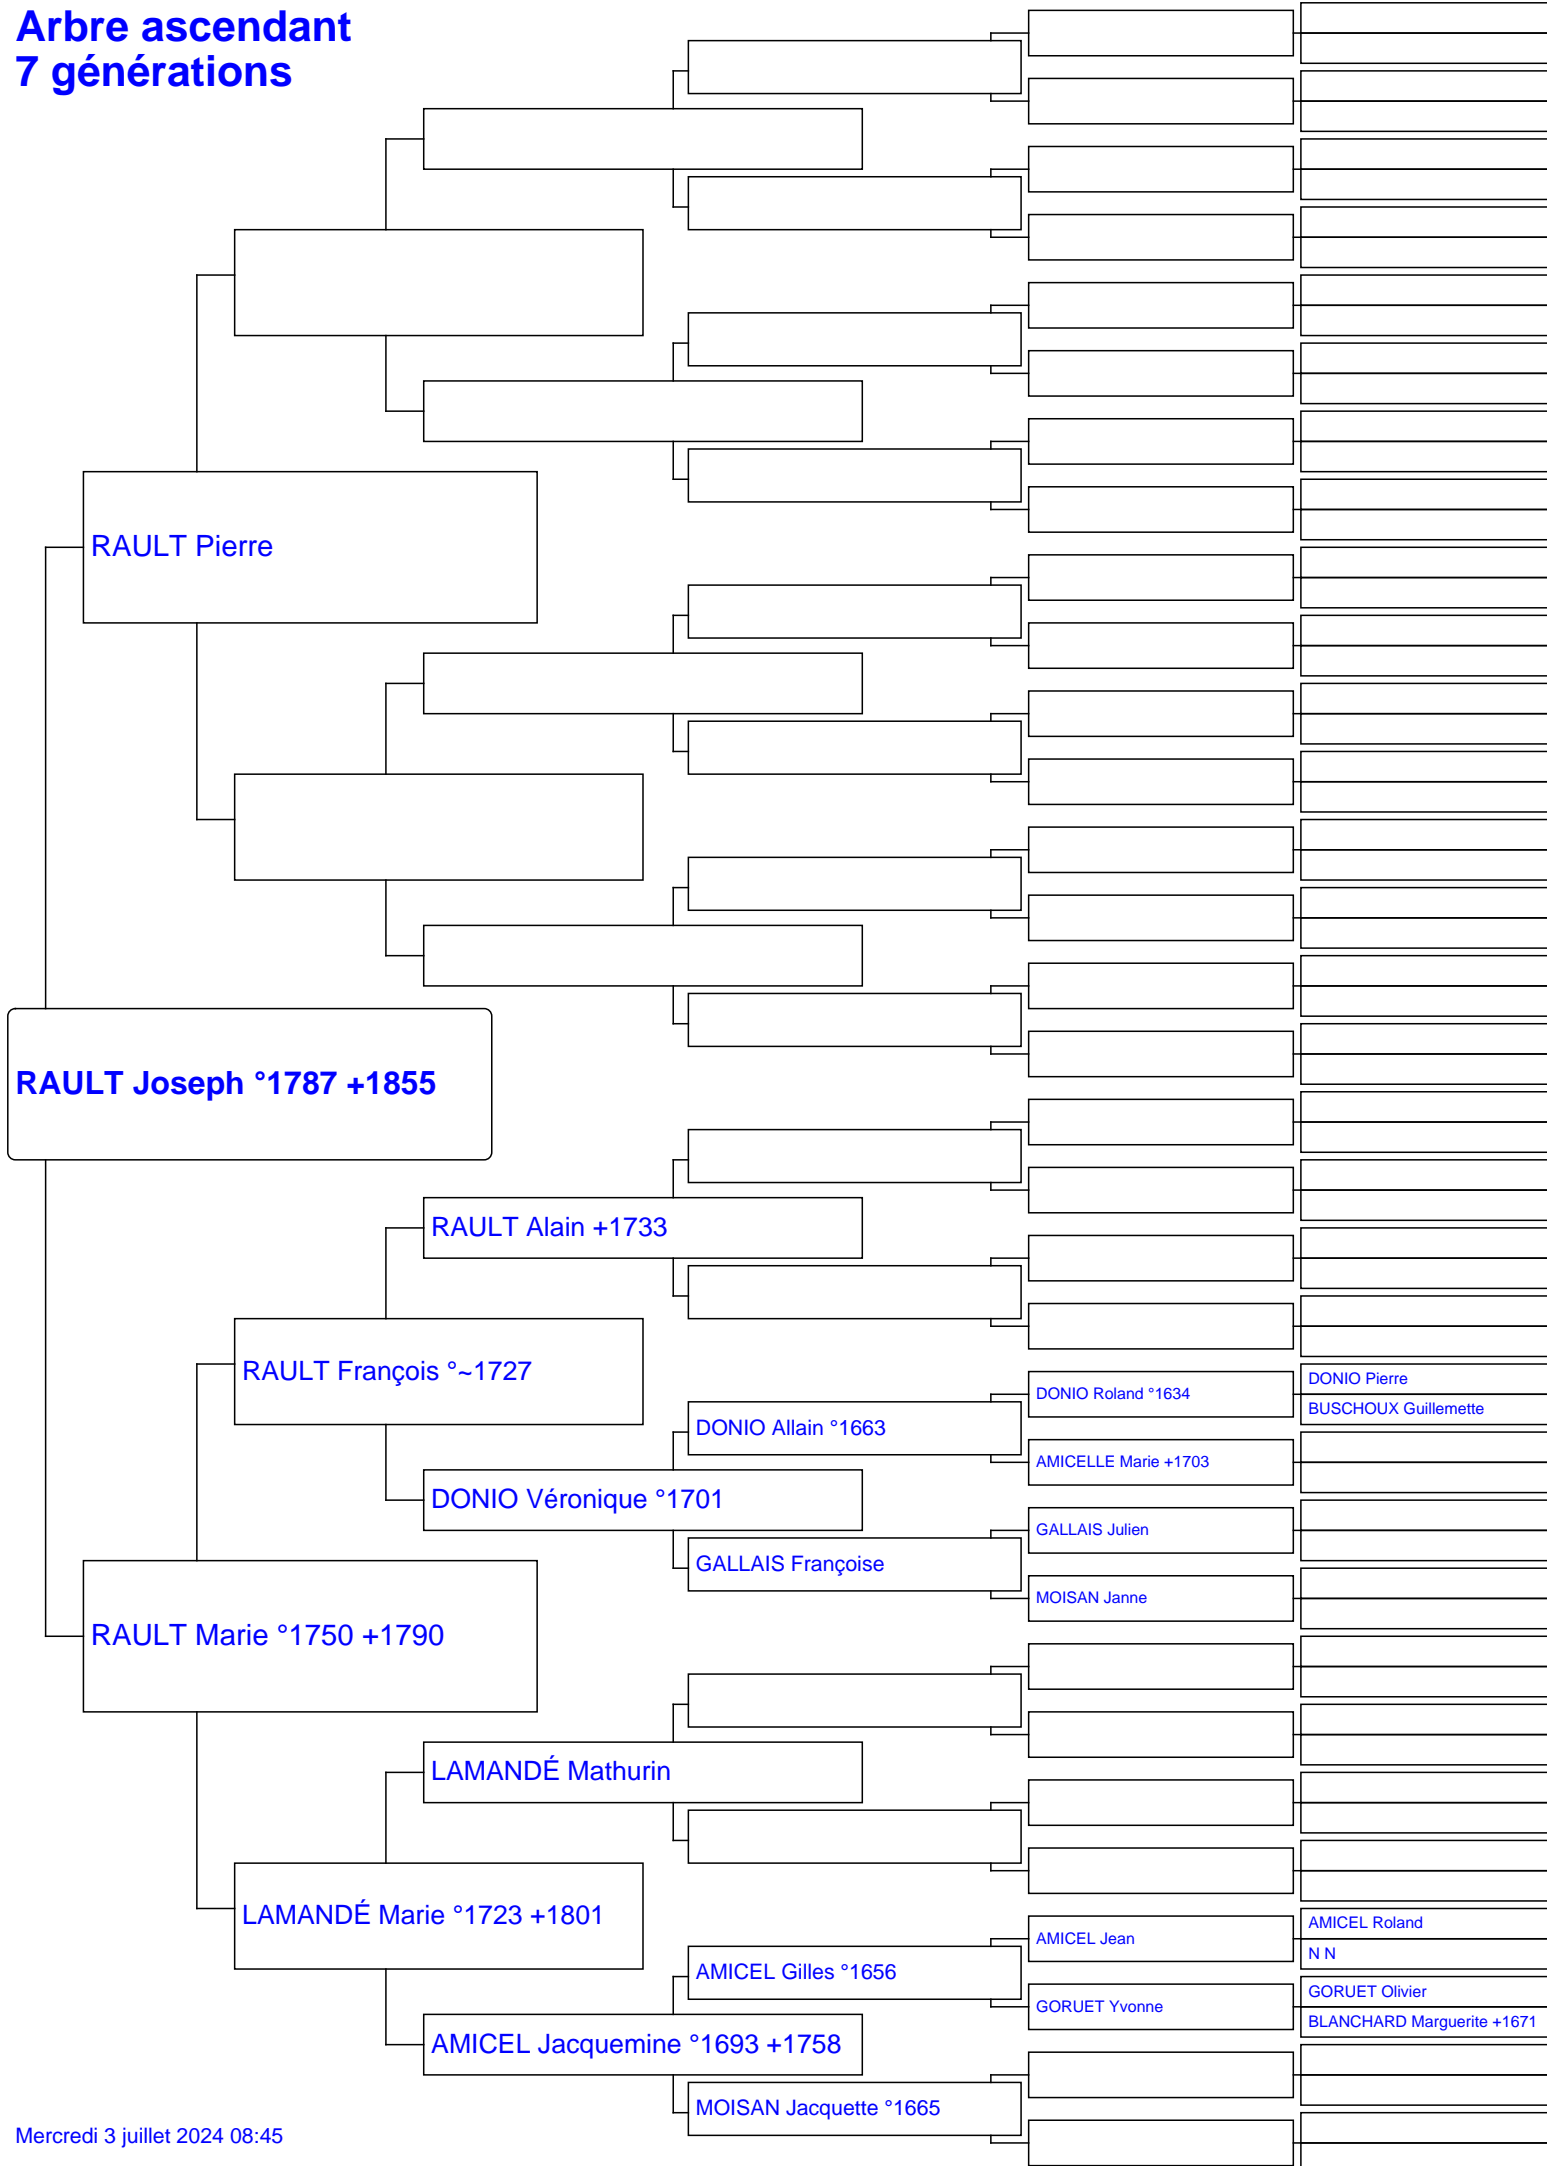 Arbre ascendant
7 générations
RAULT Pierre
RAULT Joseph °1787 +1855
RAULT Alain +1733
RAULT François °~1727
DONIO Pierre
DONIO Roland °1634
BUSCHOUX Guillemette
DONIO Allain °1663
AMICELLE Marie +1703
DONIO Véronique °1701
GALLAIS Julien
GALLAIS Françoise
MOISAN Janne
RAULT Marie °1750 +1790
LAMANDÉ Mathurin
LAMANDÉ Marie °1723 +1801
AMICEL Roland
AMICEL Jean
N N
AMICEL Gilles °1656
GORUET Olivier
GORUET Yvonne
BLANCHARD Marguerite +1671
AMICEL Jacquemine °1693 +1758
MOISAN Jacquette °1665
Mercredi 3 juillet 2024 08:45